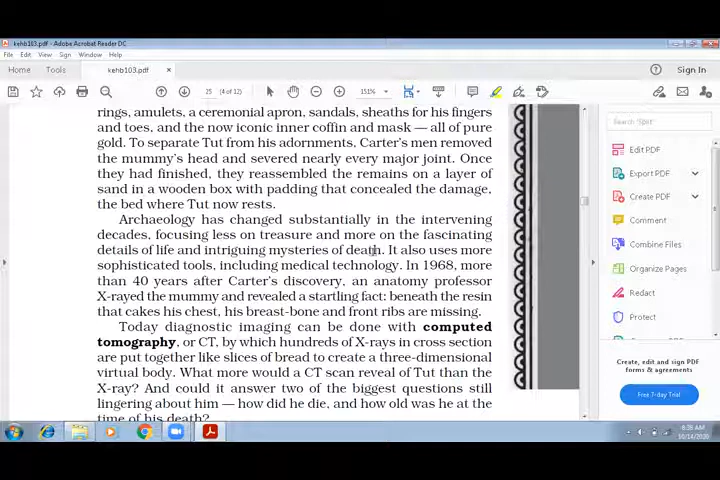 kehb103.pdf - Adobe Acrobat Reader DC
File Edit View Sign Window Help
Home Tools kehb103.pdf × Sign In
25 (4 of 12) 151%
rings, amulets, a ceremonial apron, sandals, sheaths for his fingers
and toes, and the now iconic inner coffin and mask — all of pure
gold. To separate Tut from his adornments, Carter's men removed
the mummy's head and severed nearly every major joint. Once
they had finished, they reassembled the remains on a layer of
sand in a wooden box with padding that concealed the damage,
the bed where Tut now rests.
Archaeology has changed substantially in the intervening
decades, focusing less on treasure and more on the fascinating
details of life and intriguing mysteries of death. It also uses more
sophisticated tools, including medical technology. In 1968, more
than 40 years after Carter's discovery, an anatomy professor
X-rayed the mummy and revealed a startling fact: beneath the resin
that cakes his chest, his breast-bone and front ribs are missing.
Today diagnostic imaging can be done with computed
tomography, or CT, by which hundreds of X-rays in cross section
are put together like slices of bread to create a three-dimensional
virtual body. What more would a CT scan reveal of Tut than the
X-ray? And could it answer two of the biggest questions still
lingering about him — how did he die, and how old was he at the
time of his death?
Edit PDF
Export PDF
Create PDF
Comment
Combine Files
Organize Pages
Redact
Protect
Create, edit and sign PDF
forms & agreements
Free 7-day Trial
8:38 AM
10/14/2020